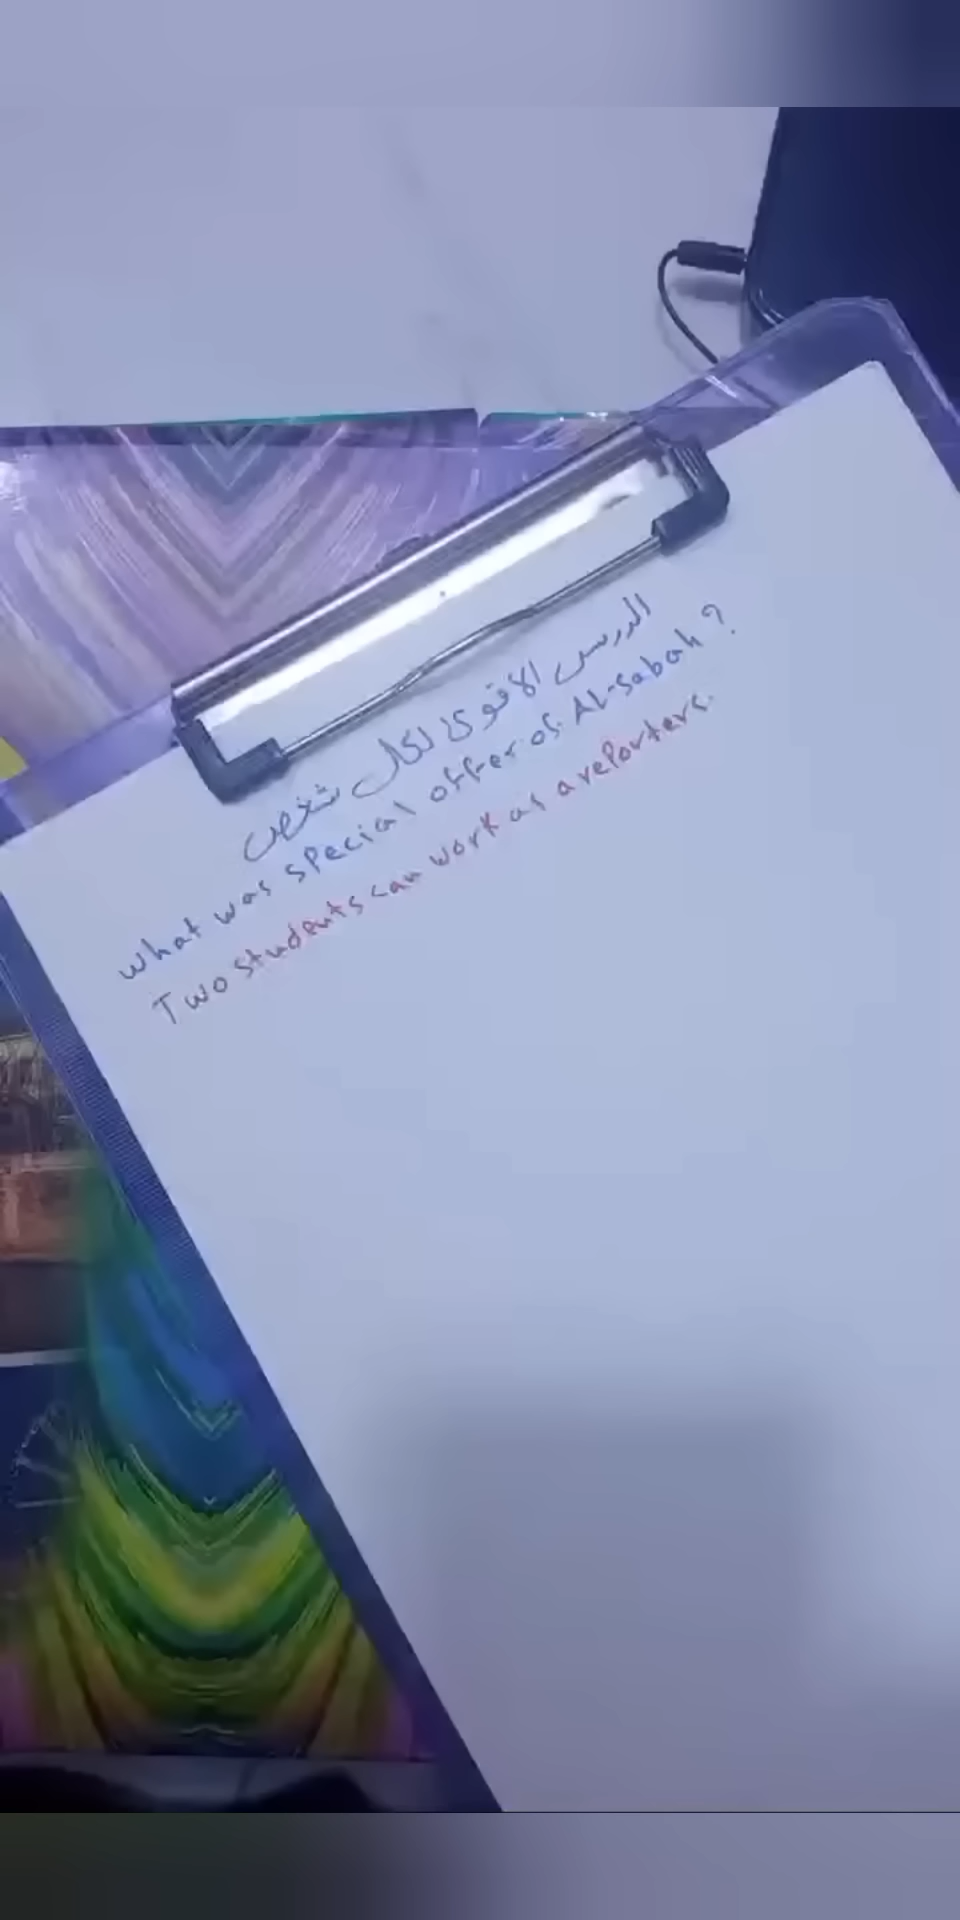 الدرس الاقوى لكل شخص
what was special offer of AL-sabah?
Two students can work as a reporters.